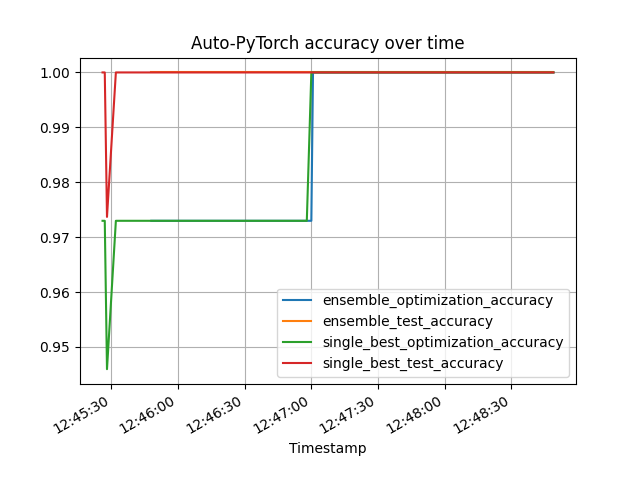 Auto-PyTorch accuracy over time
1.00
0.99
0.98
0.97
0.96
0.95
ensemble_optimization_accuracy
ensemble_test_accuracy
single_best_optimization_accuracy
single_best_test_accuracy
12:45:30
12:46:00
12:46:30
12:47:00
12:47:30
12:48:00
12:48:30
Timestamp